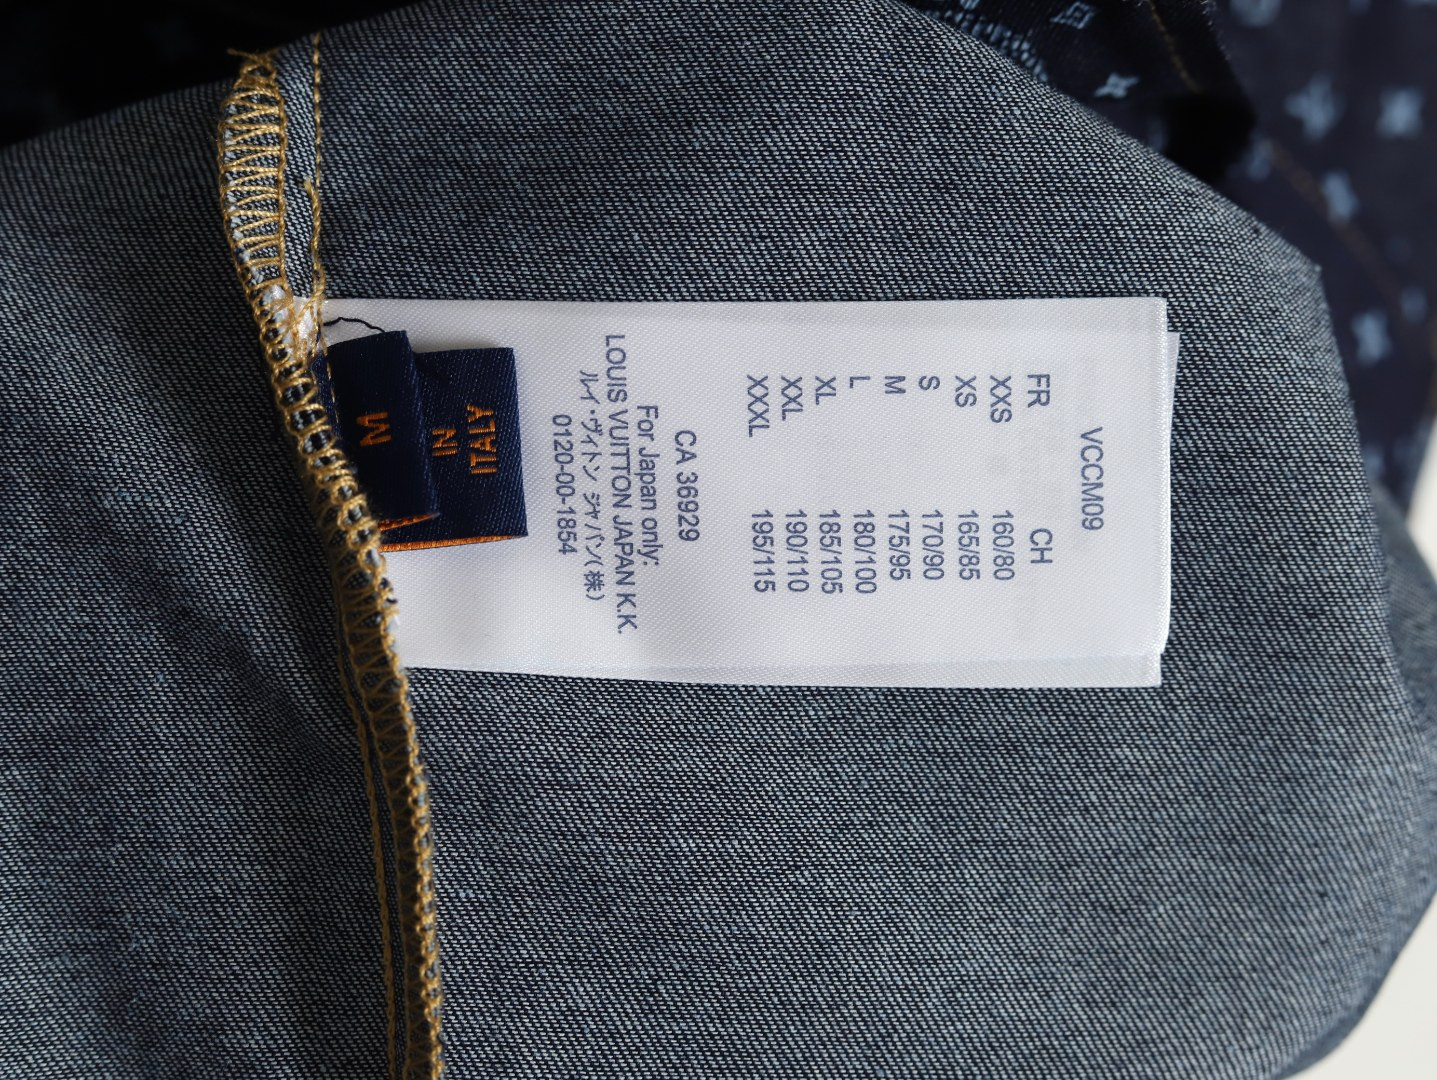 VCCM09
FR CH
XXS 160/80
XS 165/85
S 170/90
M 175/95
L 180/100
XL 185/105
XXL 190/110
XXXL 195/115
CA 36929
For Japan only:
LOUIS VUITTON JAPAN K.K.
ルイ・ヴィトン ジャパン(株)
0120-00-1854
ITALY
IN
M